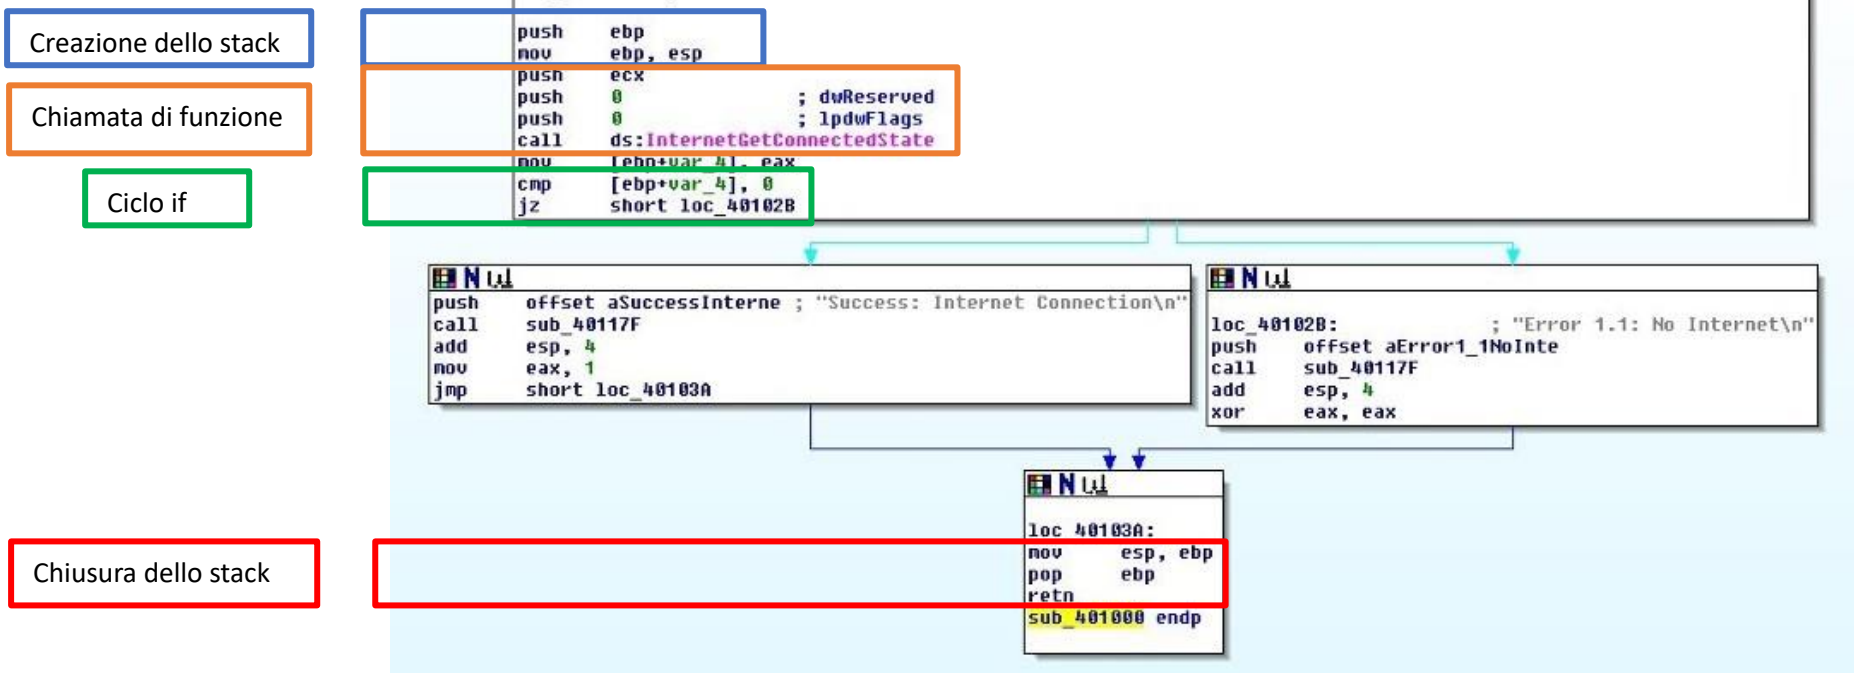 Creazione dello stack
push ebp
mov ebp, esp
Chiamata di funzione
push ecx
push 0 ; dwReserved
push 0 ; lpdwFlags
call ds:InternetGetConnectedState
mov [ebp+var_4], eax
Ciclo if
cmp [ebp+var_4], 0
jz short loc_40102B
push offset aSuccessInterne ; "Success: Internet Connection\n"
call sub_40117F
add esp, 4
mov eax, 1
jmp short loc_40103A
loc_40102B: ; "Error 1.1: No Internet\n"
push offset aError1_1NoInte
call sub_40117F
add esp, 4
xor eax, eax
loc_40103A:
Chiusura dello stack
mov esp, ebp
pop ebp
retn
sub_401000 endp